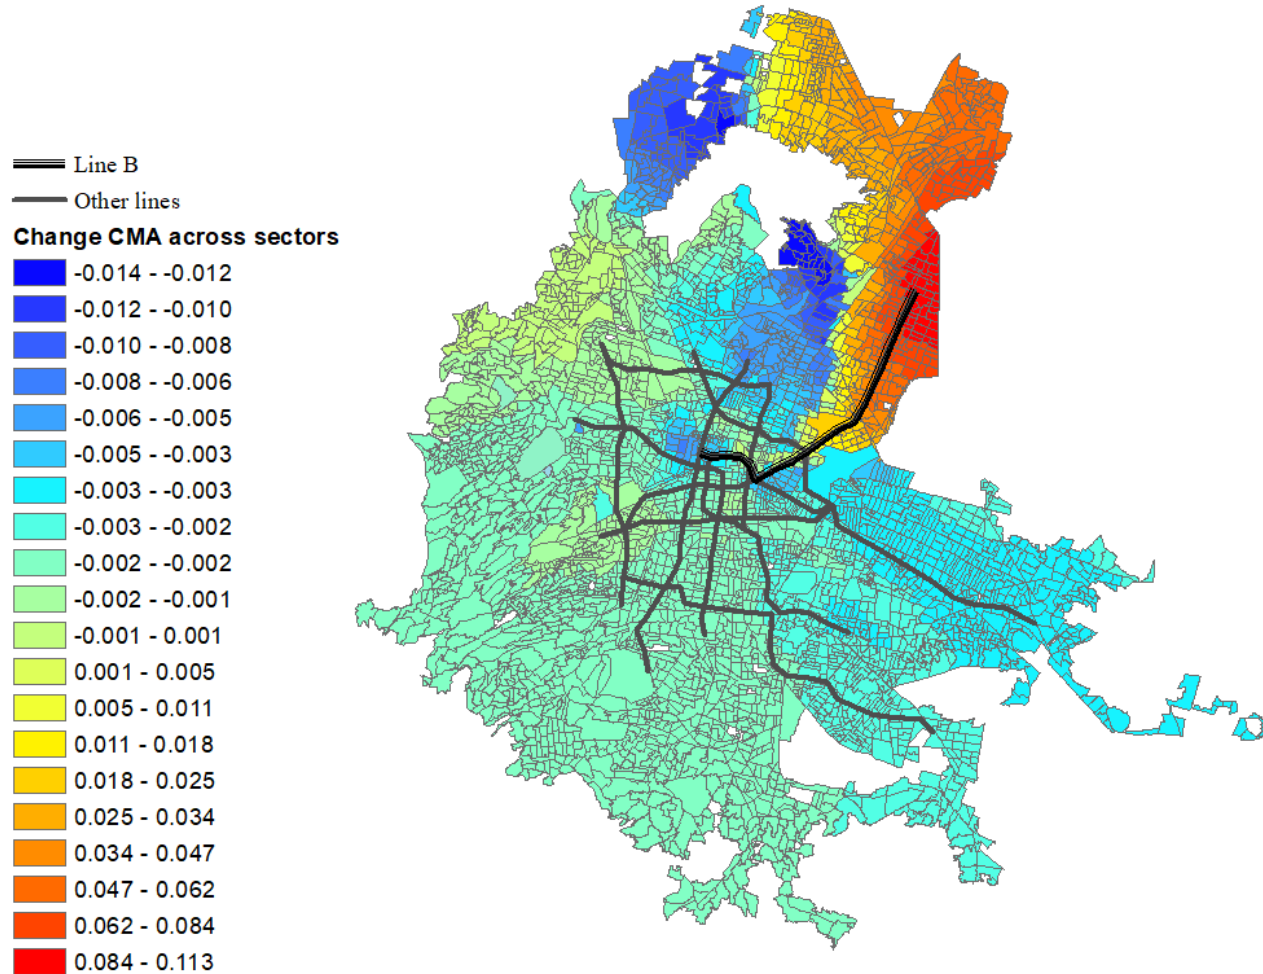 Line B
Other lines
Change CMA across sectors
-0.014 - -0.012
-0.012 - -0.010
-0.010 - -0.008
-0.008 - -0.006
-0.006 - -0.005
-0.005 - -0.003
-0.003 - -0.003
-0.003 - -0.002
-0.002 - -0.002
-0.002 - -0.001
-0.001 - 0.001
0.001 - 0.005
0.005 - 0.011
0.011 - 0.018
0.018 - 0.025
0.025 - 0.034
0.034 - 0.047
0.047 - 0.062
0.062 - 0.084
0.084 - 0.113